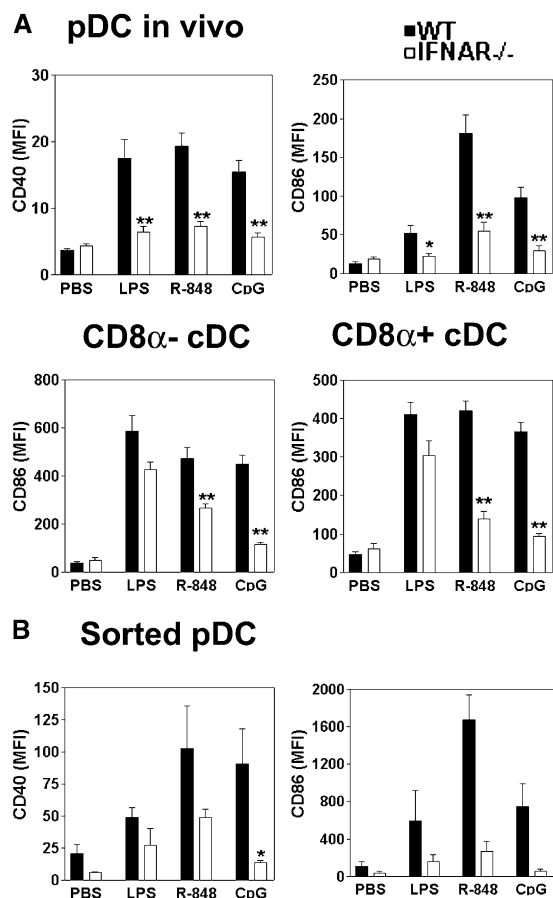 A pDC in vivo
WT
IFNAR-/-
CD40 (MFI)
30
20
10
0
**
**
**
PBS LPS R-848 CpG
CD86 (MFI)
250
200
150
100
50
0
*
**
**
PBS LPS R-848 CpG
CD8α- cDC
CD86 (MFI)
800
600
400
200
0
**
**
PBS LPS R-848 CpG
CD8α+ cDC
CD86 (MFI)
500
400
300
200
100
0
**
**
PBS LPS R-848 CpG
B Sorted pDC
CD40 (MFI)
150
125
100
75
50
25
0
*
PBS LPS R-848 CpG
CD86 (MFI)
2000
1600
1200
800
400
0
PBS LPS R-848 CpG